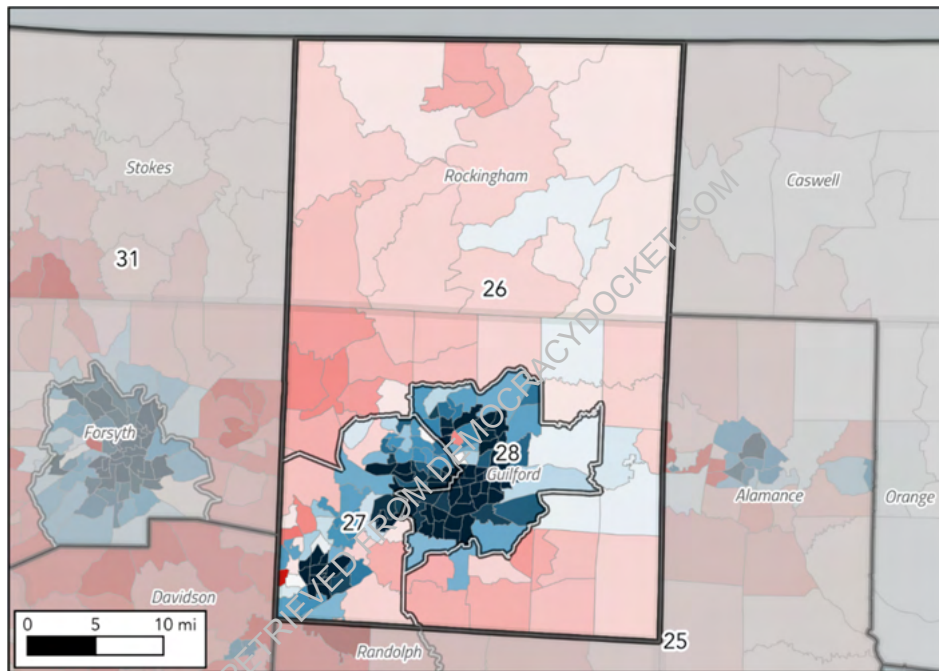 Stokes
Rockingham
Caswell
31
26
Forsyth
28
Guilford
Alamance
Orange
27
Davidson
0 5 10 mi
Randolph
25
RETRIEVED FROM DEMOCRACYDOCKET.COM